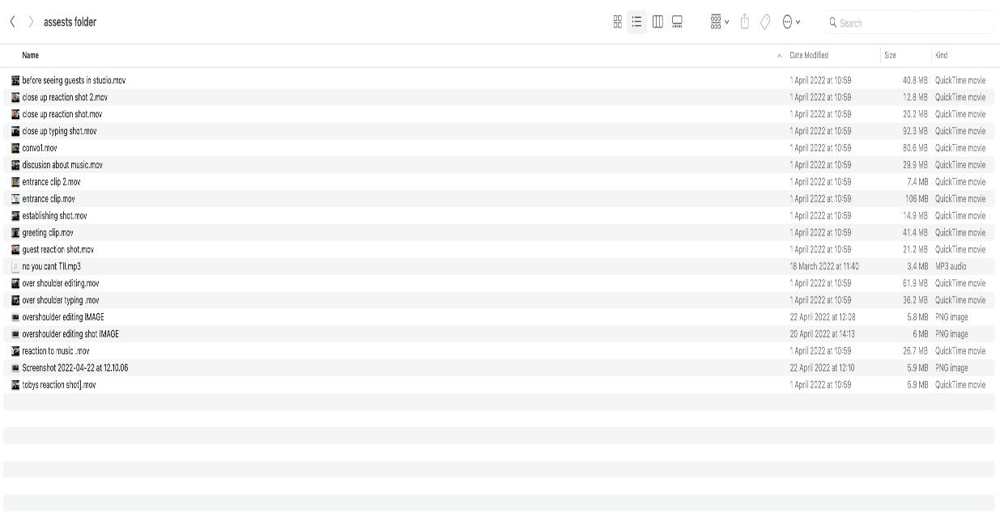 assests folder
Search
Name Date Modified Size Kind
before seeing guests in studio.mov 1 April 2022 at 10:59 40.8 MB QuickTime movie
close up reaction shot 2.mov 1 April 2022 at 10:59 12.8 MB QuickTime movie
close up reaction shot.mov 1 April 2022 at 10:59 20.2 MB QuickTime movie
close up typing shot.mov 1 April 2022 at 10:59 92.3 MB QuickTime movie
convo1.mov 1 April 2022 at 10:59 80.6 MB QuickTime movie
discusion about music.mov 1 April 2022 at 10:59 29.9 MB QuickTime movie
entrance clip 2.mov 1 April 2022 at 10:59 7.4 MB QuickTime movie
entrance clip.mov 1 April 2022 at 10:59 106 MB QuickTime movie
establishing shot.mov 1 April 2022 at 10:59 14.9 MB QuickTime movie
greeting clip.mov 1 April 2022 at 10:59 41.4 MB QuickTime movie
guest reaction shot.mov 1 April 2022 at 10:59 21.2 MB QuickTime movie
no you cant TII.mp3 18 March 2022 at 11:40 3.4 MB MP3 audio
over shoulder editing.mov 1 April 2022 at 10:59 61.9 MB QuickTime movie
over shoulder typing .mov 1 April 2022 at 10:59 36.2 MB QuickTime movie
overshoulder editing IMAGE 22 April 2022 at 12:08 5.8 MB PNG image
overshoulder editing shot IMAGE 20 April 2022 at 14:13 6 MB PNG image
reaction to music .mov 1 April 2022 at 10:59 26.7 MB QuickTime movie
Screenshot 2022-04-22 at 12.10.06 22 April 2022 at 12:10 5.9 MB PNG image
tobys reaction shot].mov 1 April 2022 at 10:59 5.9 MB QuickTime movie